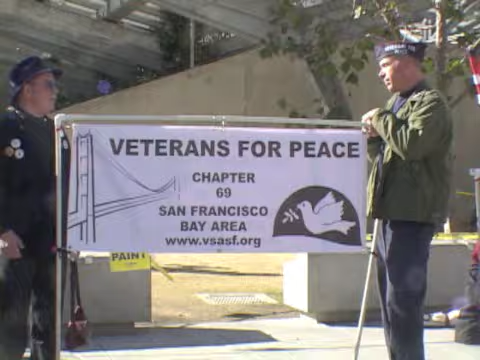 VETERANS FOR PEACE
CHAPTER
69
SAN FRANCISCO
BAY AREA
www.vsasf.org
PAINT